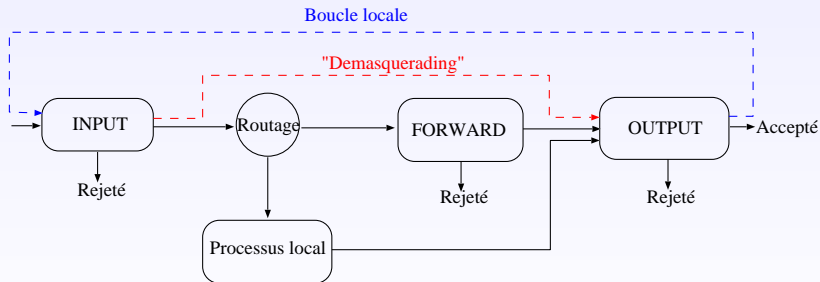 Boucle locale
"Demasquerading"
INPUT
Routage
FORWARD
OUTPUT
Accepté
Rejeté
Rejeté
Rejeté
Processus local